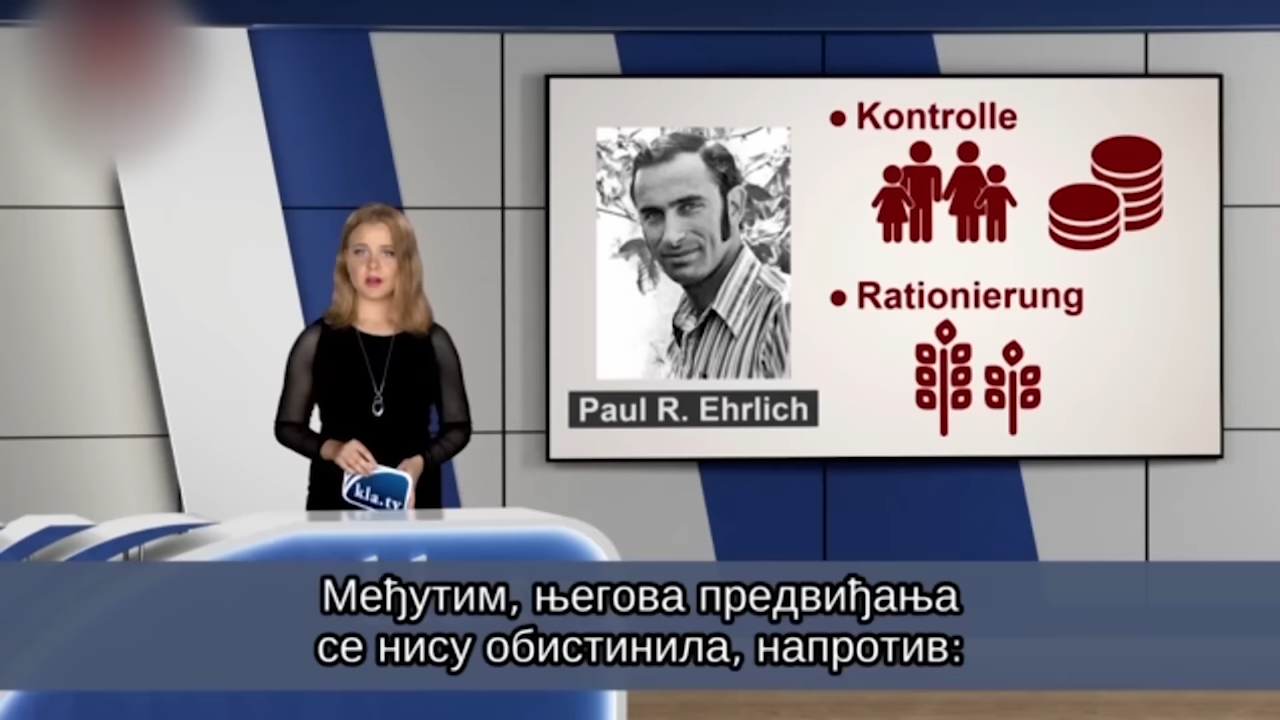 • Kontrolle
• Rationierung
Paul R. Ehrlich
kla.tv
Међутим, његова предвиђања
се нису обистинила, напротив: